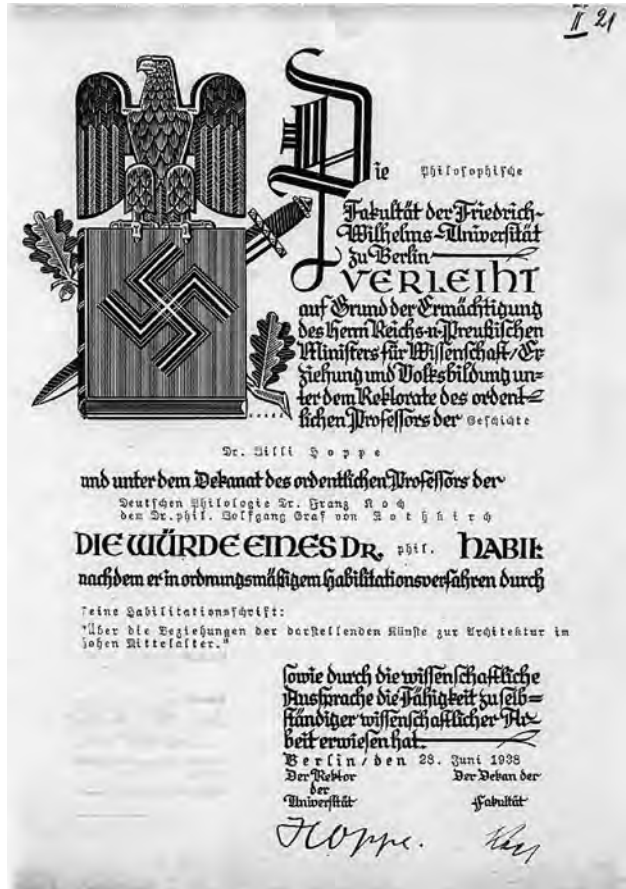 II 21
Die Philosophische
Fakultät der Friedrich-
Wilhelms-Universität
zu Berlin
VERLEIHT
auf Grund der Ermächtigung
des Herrn Reichs-u-Preußischen
Ministers für Wissenschaft/Er-
ziehung und Volksbildung un-
ter dem Rektorate des ordent-
lichen Professors der Geschichte
Dr. Willi Hoppe
und unter dem Dekanat des ordentlichen Professors der
Deutschen Philologie Dr. Franz Koch
dem Dr.phil. Wolfgang Graf von Rothkirch
DIE WÜRDE EINES DR. phil. HABIL
nachdem er in ordnungsmäßigem Habilitationsverfahren durch
seine Habilitationsschrift:
"Über die Beziehungen der darstellenden Künste zur Architektur im
hohen Mittelalter."
sowie durch die wissenschaftliche
Aussprache die Fähigkeit zu selb-
ständiger wissenschaftlicher Ar-
beit erwiesen hat.
Berlin, den 28. Juni 1938
Der Rektor Der Dekan der
der
Universität Fakultät
Hoppe. Koch